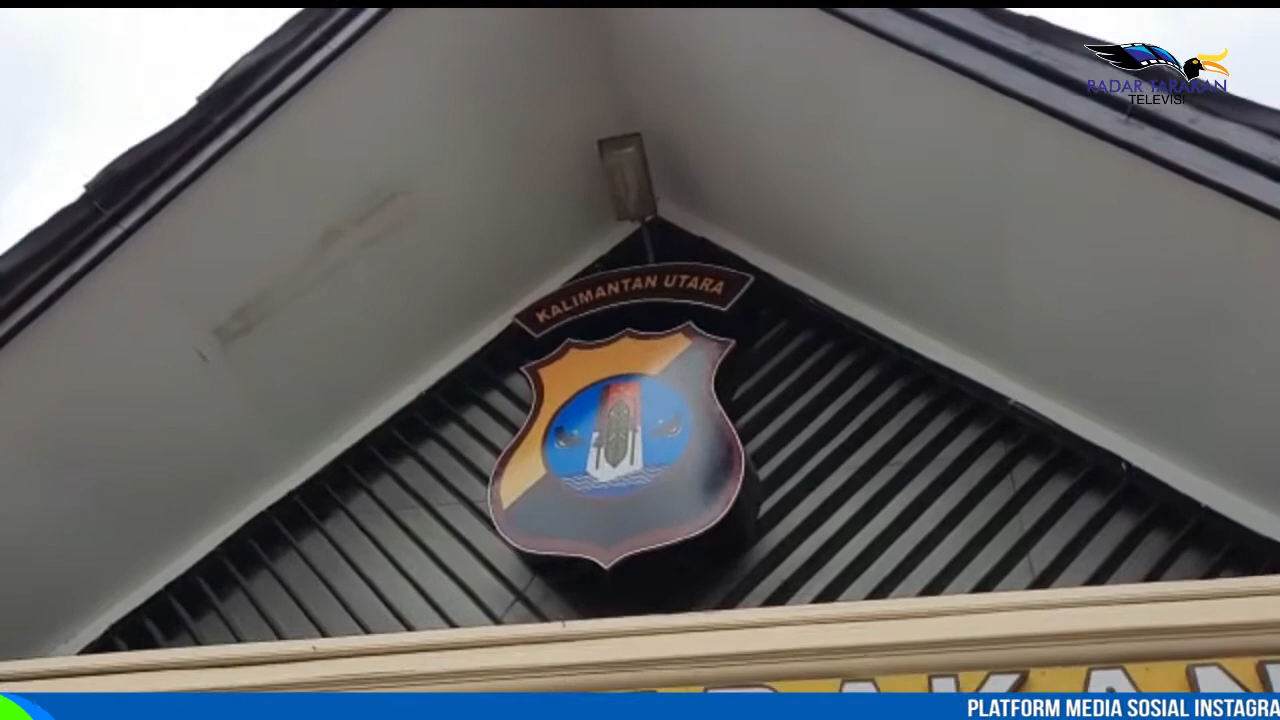 RADAR TARAKAN
TELEVISI
KALIMANTAN UTARA
PLATFORM MEDIA SOSIAL INSTAGRA